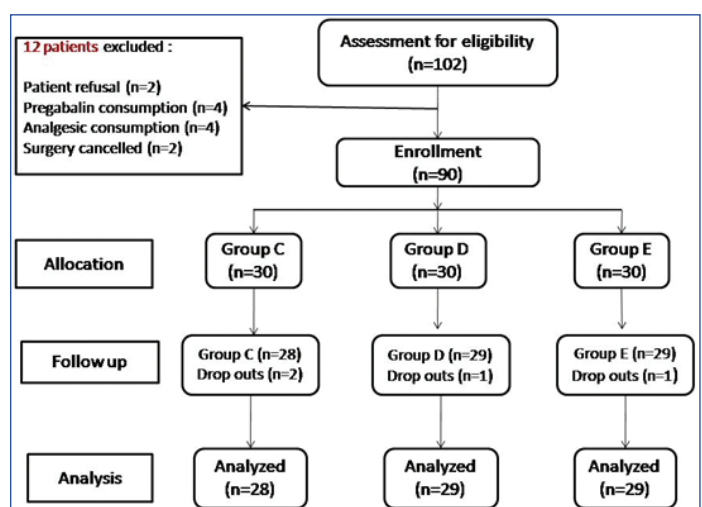 12 patients excluded :
Patient refusal (n=2)
Pregabalin consumption (n=4)
Analgesic consumption (n=4)
Surgery cancelled (n=2)
Assessment for eligibility
(n=102)
Enrollment
(n=90)
Allocation
Group C
(n=30)
Group D
(n=30)
Group E
(n=30)
Follow up
Group C (n=28)
Drop outs (n=2)
Group D (n=29)
Drop outs (n=1)
Group E (n=29)
Drop outs (n=1)
Analysis
Analyzed
(n=28)
Analyzed
(n=29)
Analyzed
(n=29)